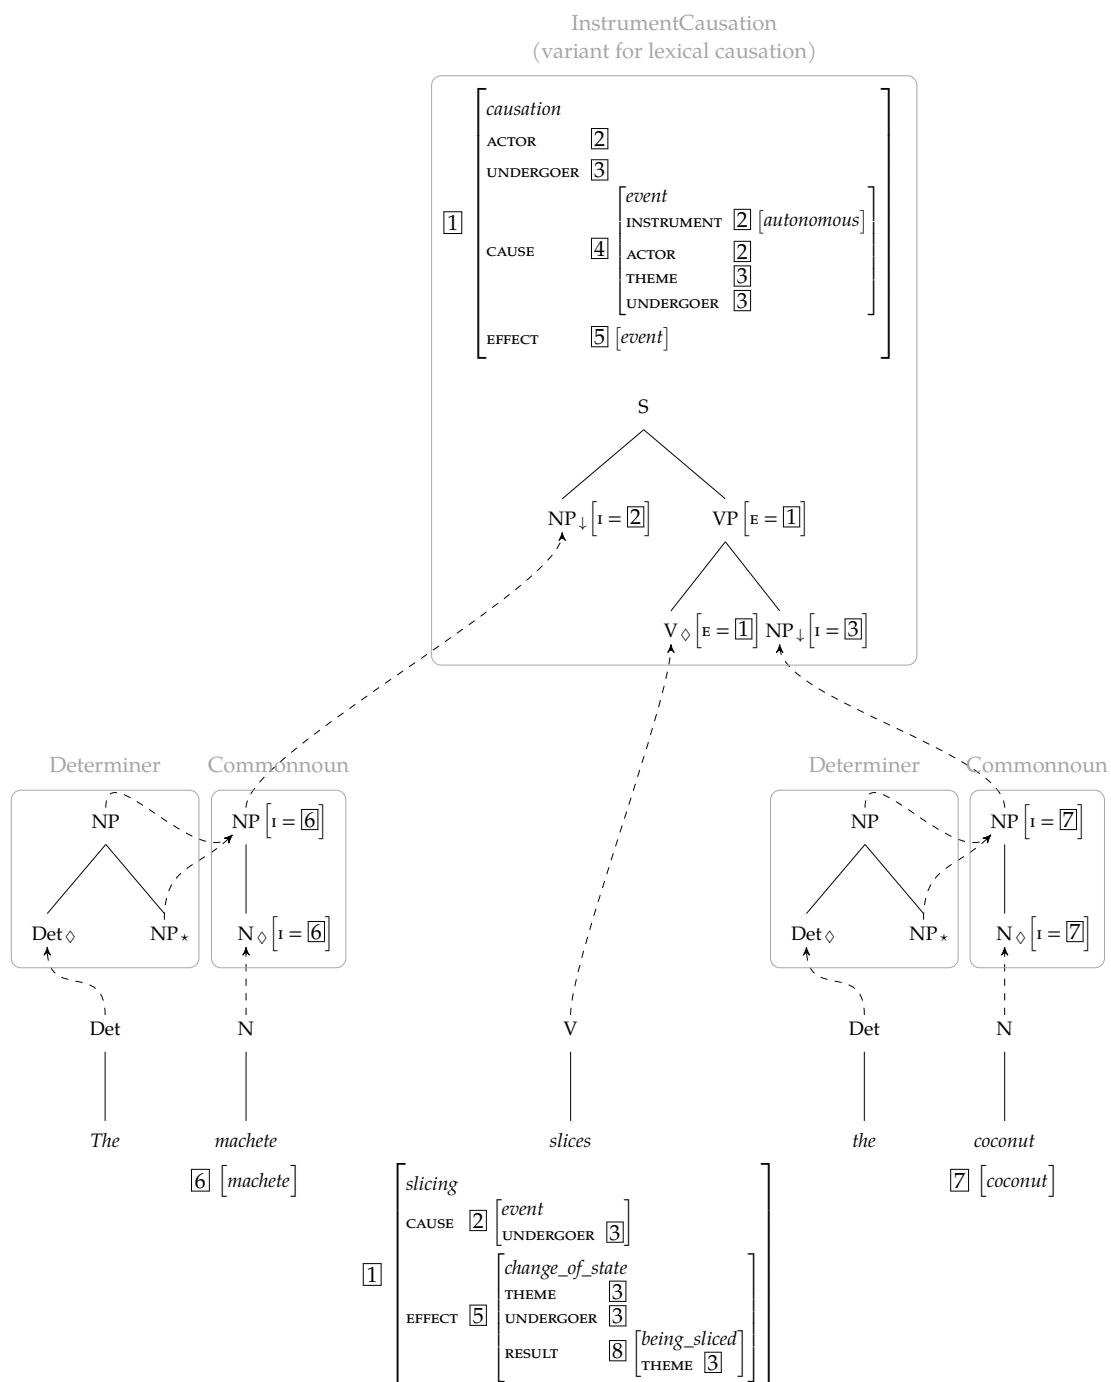 InstrumentCausation
(variant for lexical causation)
causation
ACTOR 2
UNDERGOER 3
event
INSTRUMENT 2 [autonomous]
1
CAUSE 4 ACTOR 2
THEME 3
UNDERGOER 3
EFFECT 5 [event]
S
NP↓[I = 2] VP[E = 1]
V◊[E = 1] NP↓[I = 3]
Determiner Commonnoun Determiner Commonnoun
NP NP[I = 6] NP NP[I = 7]
Det◊ NP⋆ N◊[I = 6] Det◊ NP⋆ N◊[I = 7]
Det N V Det N
The machete slices the coconut
6 [machete] 7 [coconut]
slicing
event
CAUSE 2
UNDERGOER 3
change_of_state
1
THEME 3
EFFECT 5 UNDERGOER 3
being_sliced
RESULT 8
THEME 3